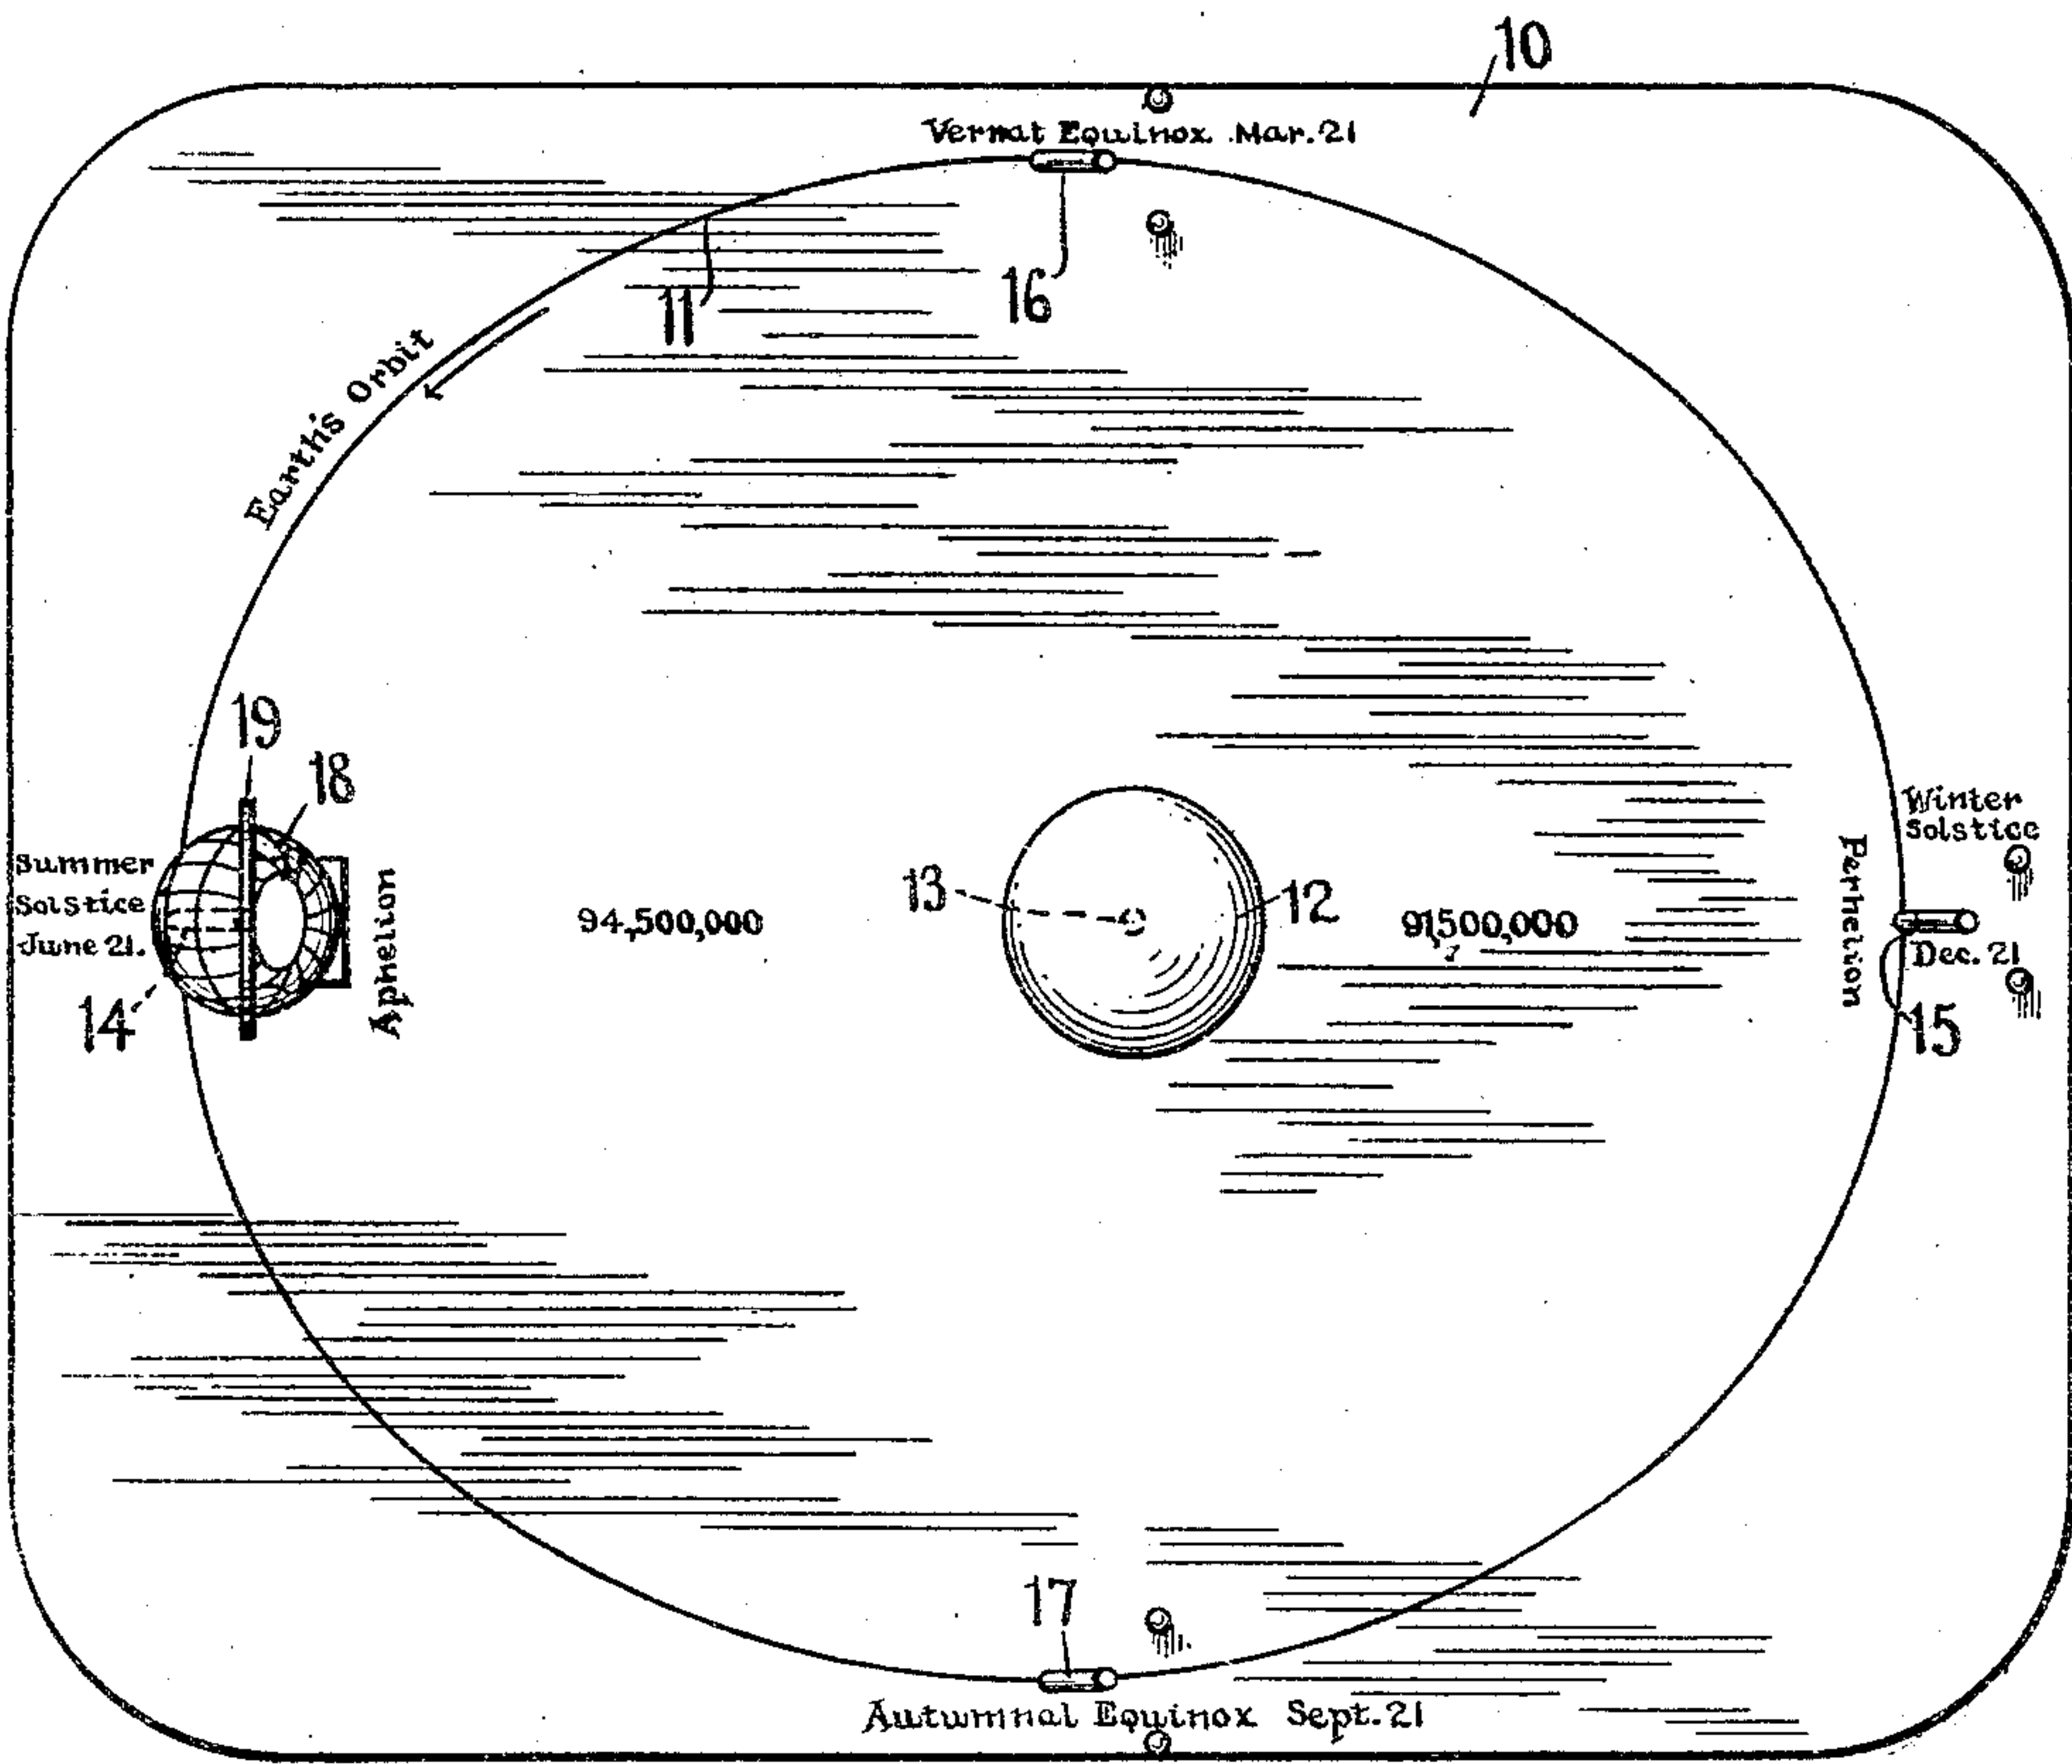 10
Vernal Equinox Mar. 21
16
11
Earth's Orbit
19
18
Summer
Solstice
June 21.
14
Aphelion
94,500,000
13
12
91,500,000
Perihelion
Winter
Solstice
Dec. 21
15
17
Autumnal Equinox Sept. 21